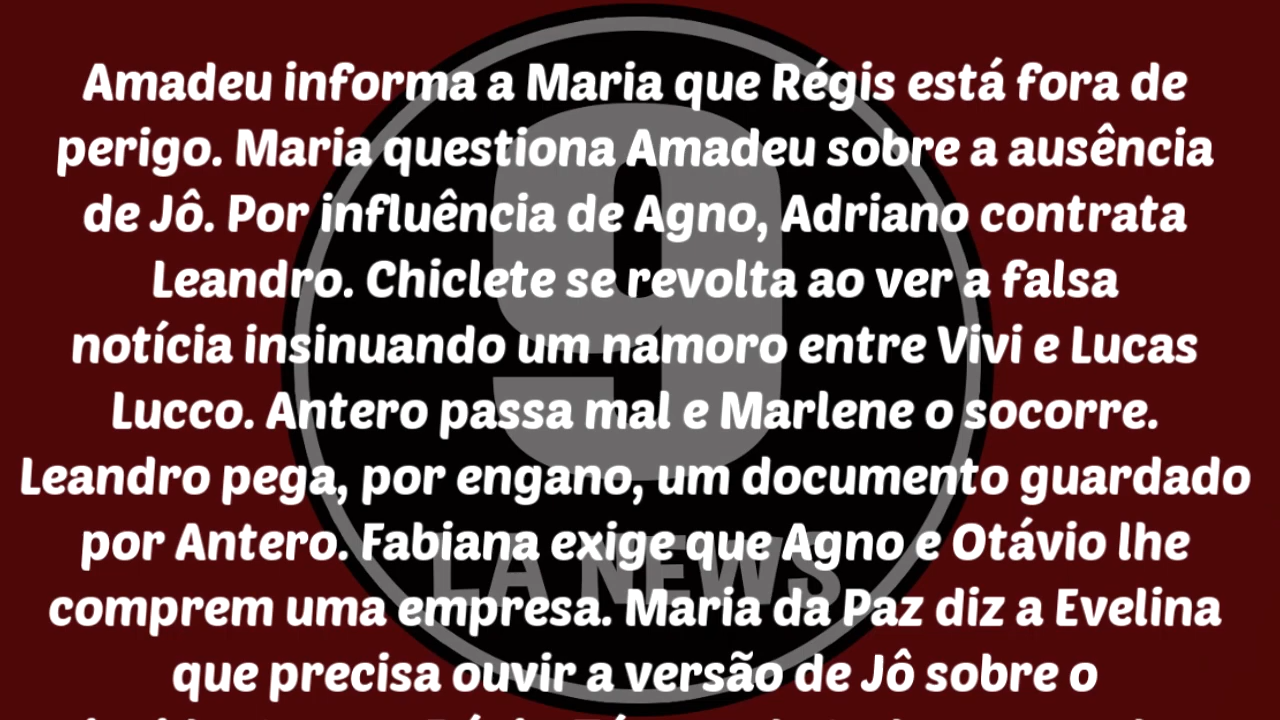 Amadeu informa a Maria que Régis está fora de
perigo. Maria questiona Amadeu sobre a ausência
de Jô. Por influência de Agno, Adriano contrata
Leandro. Chiclete se revolta ao ver a falsa
notícia insinuando um namoro entre Vivi e Lucas
Lucco. Antero passa mal e Marlene o socorre.
Leandro pega, por engano, um documento guardado
por Antero. Fabiana exige que Agno e Otávio lhe
comprem uma empresa. Maria da Paz diz a Evelina
que precisa ouvir a versão de Jô sobre o
9
LA NEWS